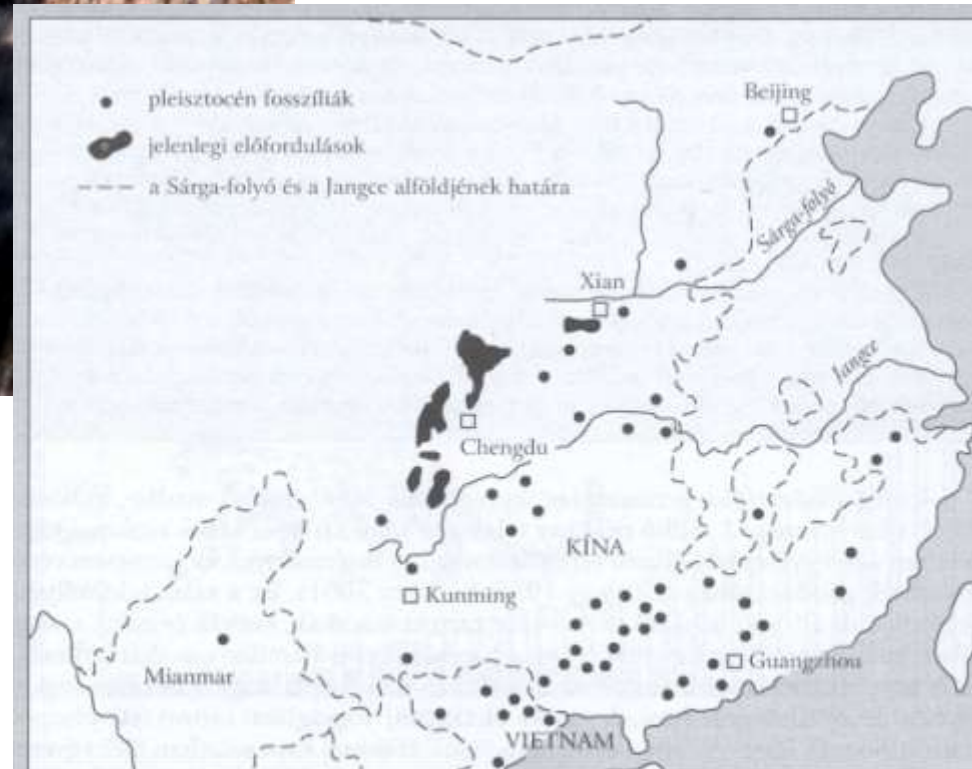 pleisztocén fosszíliák
jelenlegi előfordulások
a Sárga-folyó és a Jangce alföldjének határa
Beijing
Sárga-folyó
Xian
Jangce
Chengdu
KÍNA
Kunming
Guangzhou
Mianmar
VIETNAM